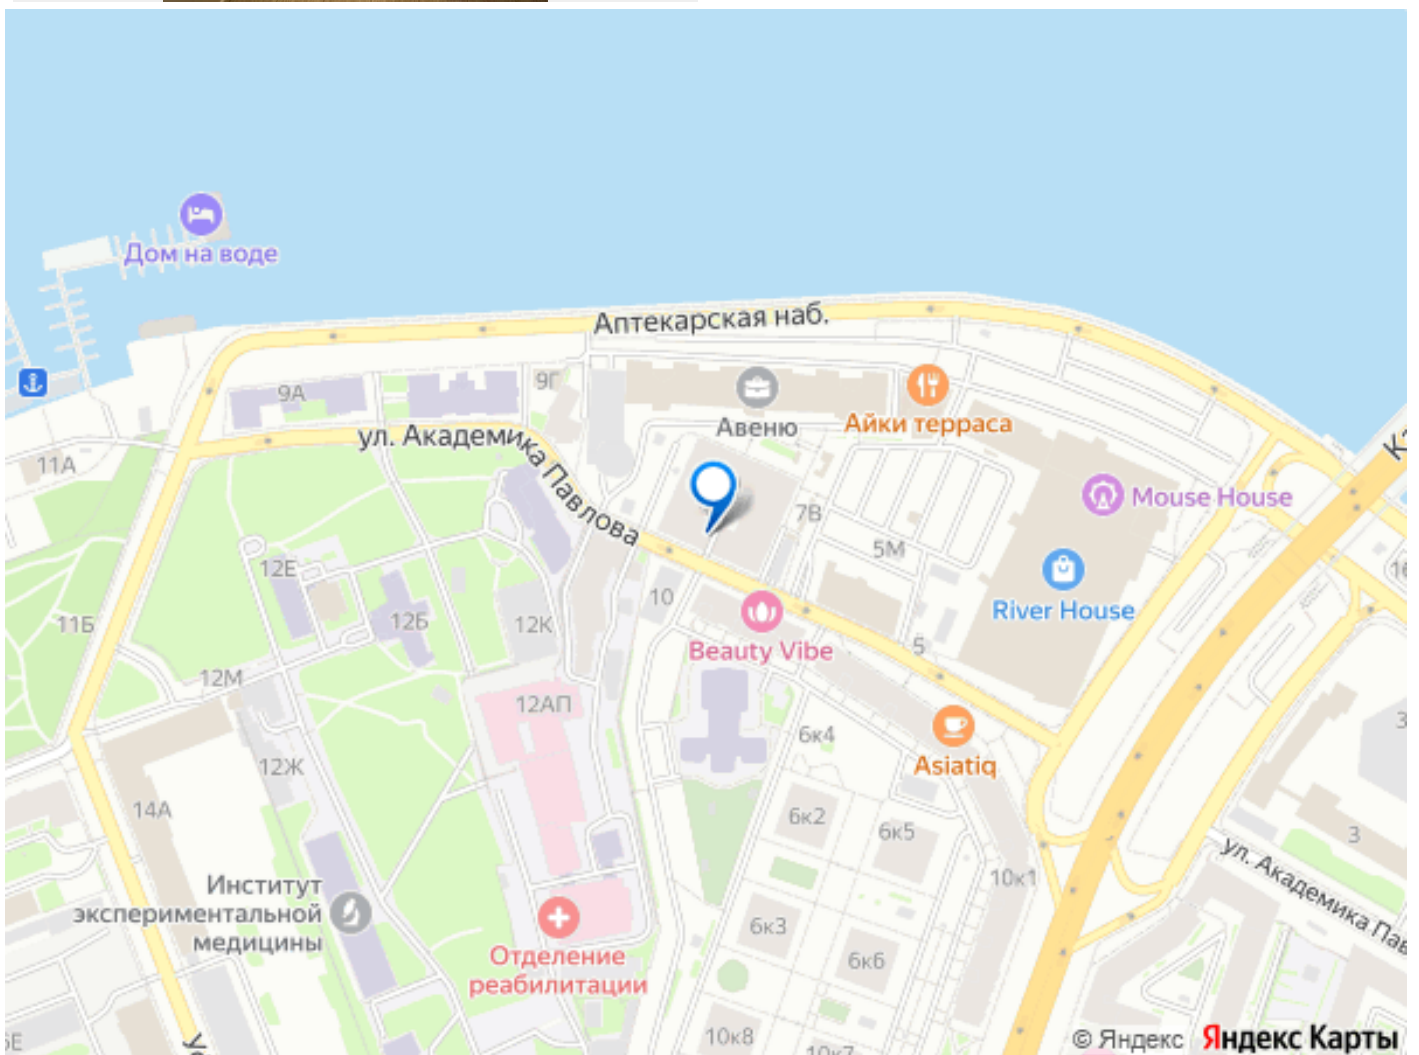 Дом на воде
Аптекарская наб.
9А
9Г
Авеню
Айки терраса
ул. Академика Павлова
11А
Mouse House
7В
5М
12Е
River House
10
11Б
12Б
12К
Beauty Vibe
5
12М
12АП
6к4
Asiatiq
12Ж
14А
6к2
6к5
3
ул. Академика Пав
Институт
экспериментальной
медицины
10к1
6к3
Отделение
реабилитации
6к6
10к8
10к7
© Яндекс Яндекс Карты